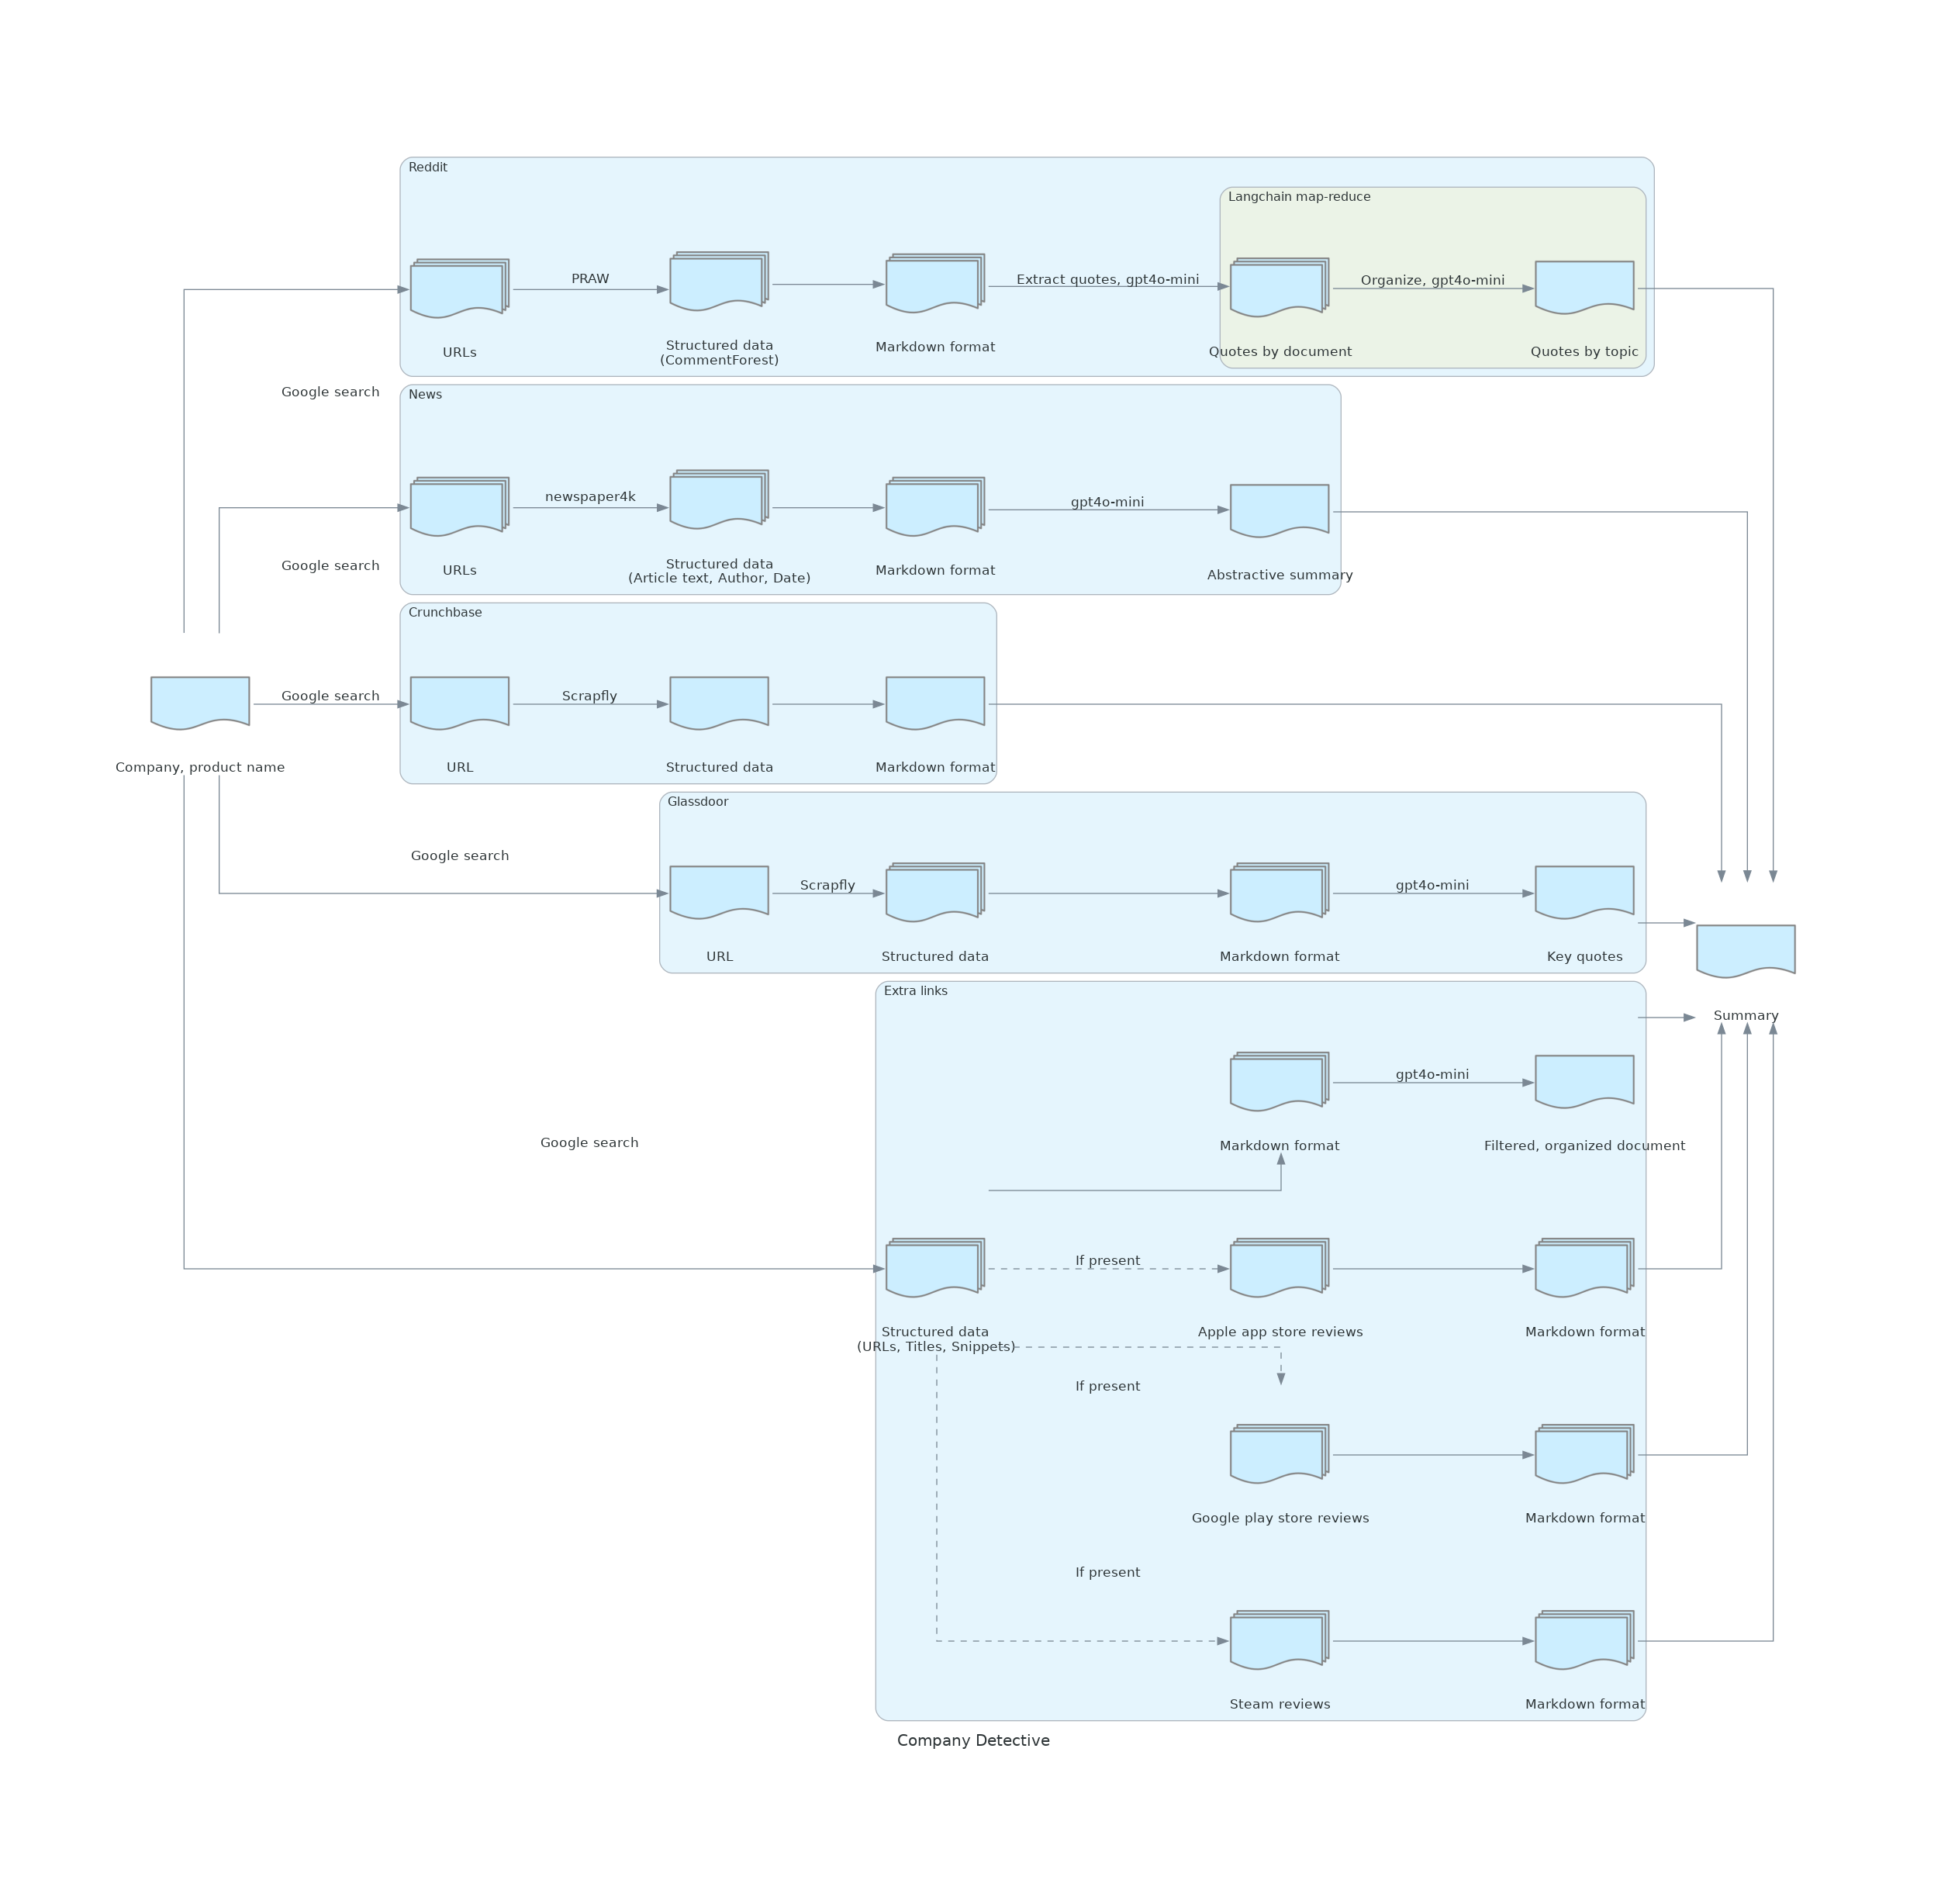 Reddit
Langchain map-reduce
PRAW
Extract quotes, gpt4o-mini
Organize, gpt4o-mini
URLs
Structured data
(CommentForest)
Markdown format
Quotes by document
Quotes by topic
Google search
News
newspaper4k
gpt4o-mini
Google search
URLs
Structured data
(Article text, Author, Date)
Markdown format
Abstractive summary
Crunchbase
Google search
Scrapfly
Company, product name
URL
Structured data
Markdown format
Glassdoor
Google search
Scrapfly
gpt4o-mini
URL
Structured data
Markdown format
Key quotes
Extra links
Summary
gpt4o-mini
Google search
Markdown format
Filtered, organized document
If present
Structured data
(URLs, Titles, Snippets)
Apple app store reviews
Markdown format
If present
Google play store reviews
Markdown format
If present
Steam reviews
Markdown format
Company Detective